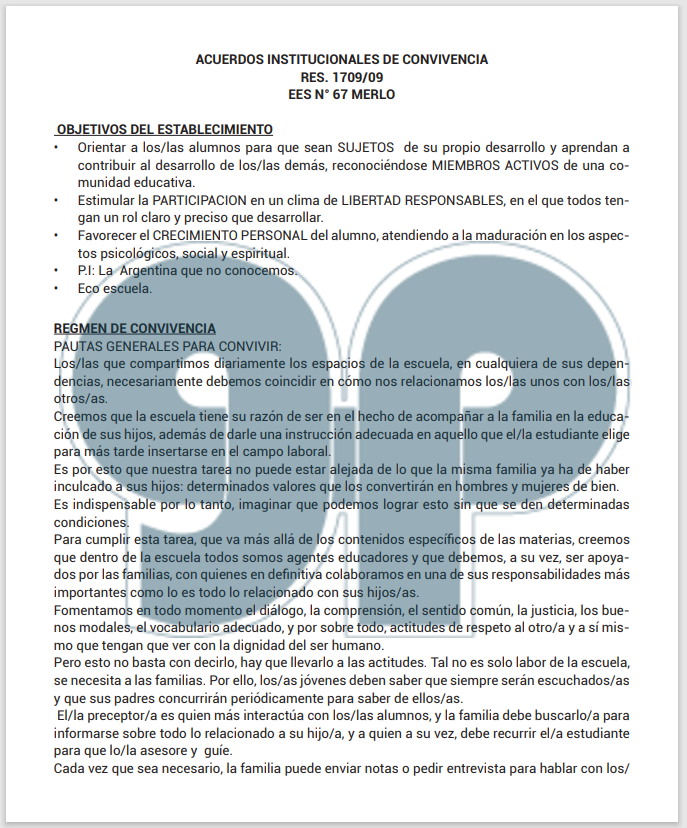 ACUERDOS INSTITUCIONALES DE CONVIVENCIA
RES. 1709/09
EES N° 67 MERLO
OBJETIVOS DEL ESTABLECIMIENTO
• Orientar a los/las alumnos para que sean SUJETOS de su propio desarrollo y aprendan a
contribuir al desarrollo de los/las demás, reconociéndose MIEMBROS ACTIVOS de una co-
munidad educativa.
• Estimular la PARTICIPACION en un clima de LIBERTAD RESPONSABLES, en el que todos ten-
gan un rol claro y preciso que desarrollar.
• Favorecer el CRECIMIENTO PERSONAL del alumno, atendiendo a la maduración en los aspec-
tos psicológicos, social y espiritual.
• P.I: La Argentina que no conocemos.
• Eco escuela.
REGMEN DE CONVIVENCIA
PAUTAS GENERALES PARA CONVIVIR:
Los/las que compartimos diariamente los espacios de la escuela, en cualquiera de sus depen-
dencias, necesariamente debemos coincidir en cómo nos relacionamos los/las unos con los/las
otros/as.
Creemos que la escuela tiene su razón de ser en el hecho de acompañar a la familia en la educa-
ción de sus hijos, además de darle una instrucción adecuada en aquello que el/la estudiante elige
para más tarde insertarse en el campo laboral.
Es por esto que nuestra tarea no puede estar alejada de lo que la misma familia ya ha de haber
inculcado a sus hijos: determinados valores que los convertirán en hombres y mujeres de bien.
Es indispensable por lo tanto, imaginar que podemos lograr esto sin que se den determinadas
condiciones.
Para cumplir esta tarea, que va más allá de los contenidos específicos de las materias, creemos
que dentro de la escuela todos somos agentes educadores y que debemos, a su vez, ser apoya-
dos por las familias, con quienes en definitiva colaboramos en una de sus responsabilidades más
importantes como lo es todo lo relacionado con sus hijos/as.
Fomentamos en todo momento el diálogo, la comprensión, el sentido común, la justicia, los bue-
nos modales, el vocabulario adecuado, y por sobre todo, actitudes de respeto al otro/a y a sí mis-
mo que tengan que ver con la dignidad del ser humano.
Pero esto no basta con decirlo, hay que llevarlo a las actitudes. Tal no es solo labor de la escuela,
se necesita a las familias. Por ello, los/as jóvenes deben saber que siempre serán escuchados/as
y que sus padres concurrirán periódicamente para saber de ellos/as.
El/la preceptor/a es quien más interactúa con los/las alumnos, y la familia debe buscarlo/a para
informarse sobre todo lo relacionado a su hijo/a, y a quien a su vez, debe recurrir el/a estudiante
para que lo/la asesore y guíe.
Cada vez que sea necesario, la familia puede enviar notas o pedir entrevista para hablar con los/